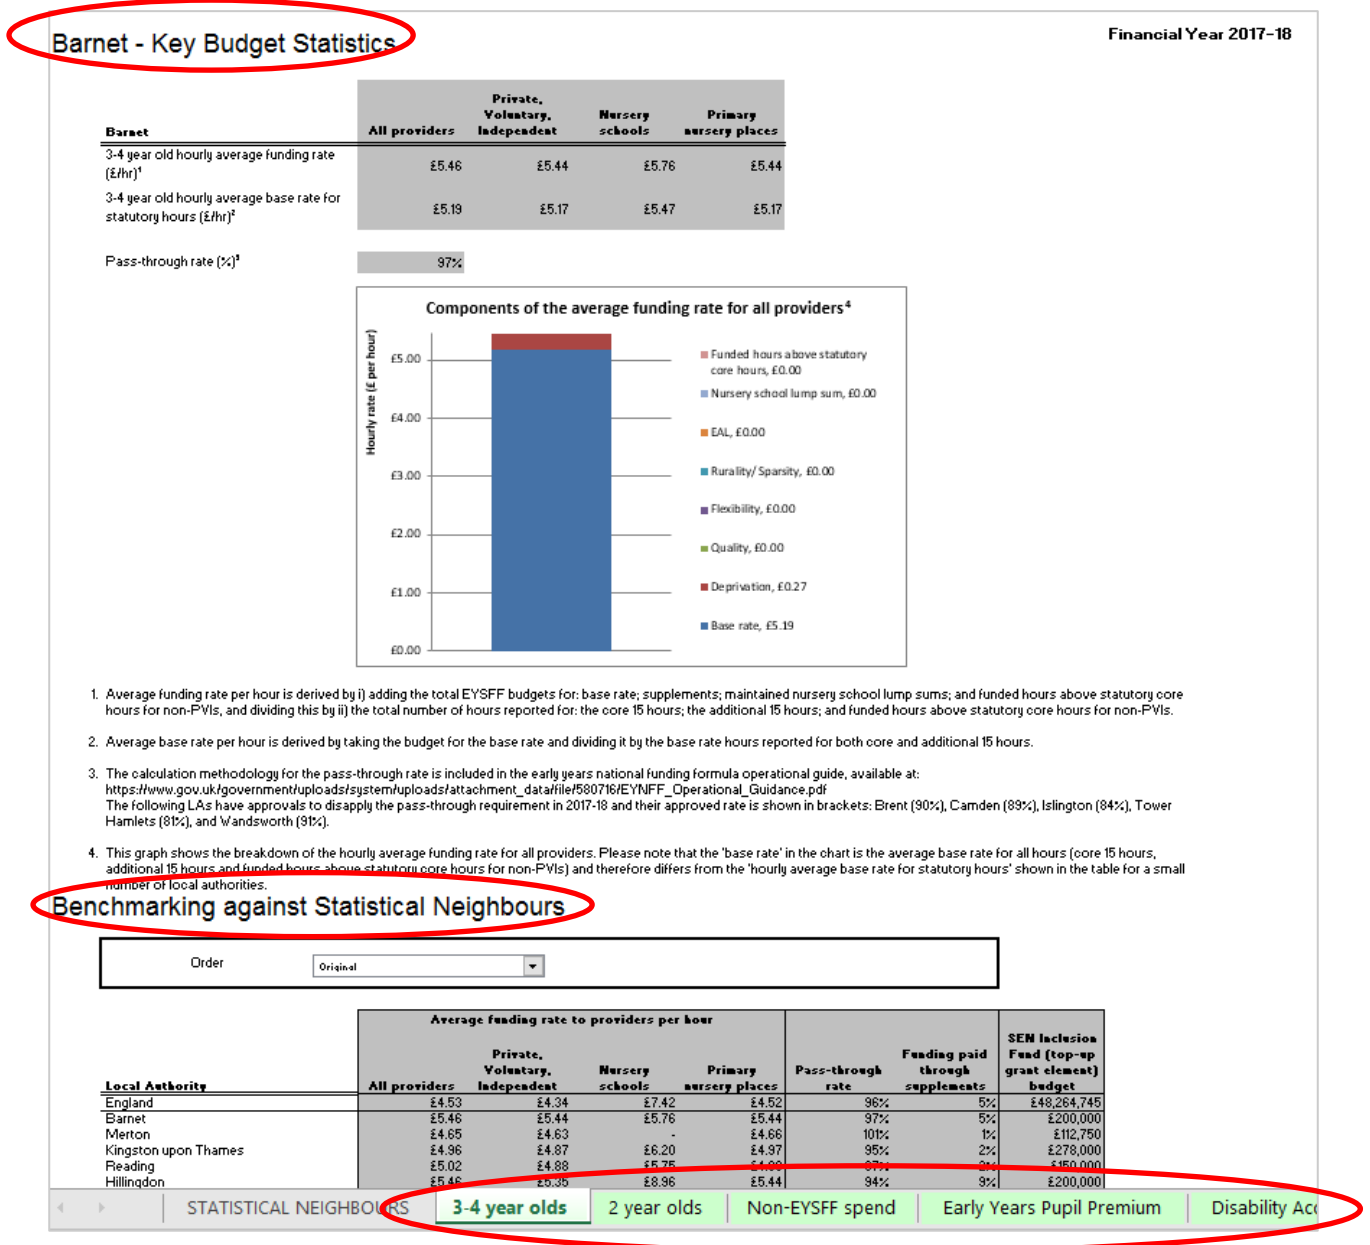 Barnet - Key Budget Statistics
Financial Year 2017-18
Barnet
All providers
Private, Voluntary, Independent
Nursery schools
Primary nursery places
3-4 year old hourly average funding rate (£/hr)¹ £5.46 £5.44 £5.76 £5.44
3-4 year old hourly average base rate for statutory hours (£/hr)² £5.19 £5.17 £5.47 £5.17
Pass-through rate (%)³ 97%
Components of the average funding rate for all providers⁴
Hourly rate (£ per hour)
£5.00
£4.00
£3.00
£2.00
£1.00
£0.00
Funded hours above statutory
core hours, £0.00
Nursery school lump sum, £0.00
EAL, £0.00
Rurality/ Sparsity, £0.00
Flexibility, £0.00
Quality, £0.00
Deprivation, £0.27
Base rate, £5.19
1. Average funding rate per hour is derived by i) adding the total EYSFF budgets for: base rate; supplements; maintained nursery school lump sums; and funded hours above statutory core
hours for non-PVIs, and dividing this by ii) the total number of hours reported for: the core 15 hours; the additional 15 hours; and funded hours above statutory core hours for non-PVIs.
2. Average base rate per hour is derived by taking the budget for the base rate and dividing it by the base rate hours reported for both core and additional 15 hours.
3. The calculation methodology for the pass-through rate is included in the early years national funding formula operational guide, available at:
https://www.gov.uk/government/uploads/system/uploads/attachment_data/file/580716/EYNFF_Operational_Guidance.pdf
The following LAs have approvals to disapply the pass-through requirement in 2017-18 and their approved rate is shown in brackets: Brent (90%), Camden (89%), Islington (84%), Tower
Hamlets (81%), and Wandsworth (91%).
4. This graph shows the breakdown of the hourly average funding rate for all providers. Please note that the 'base rate' in the chart is the average base rate for all hours (core 15 hours,
additional 15 hours and funded hours above statutory core hours for non-PVIs) and therefore differs from the 'hourly average base rate for statutory hours' shown in the table for a small
number of local authorities.
Benchmarking against Statistical Neighbours
Order Original
Average funding rate to providers per hour
Local Authority
All providers
Private, Voluntary, Independent
Nursery schools
Primary nursery places
Pass-through rate
Funding paid through supplements
SEN Inclusion Fund (top-up grant element) budget
England £4.53 £4.34 £7.42 £4.52 96% 5% £48,264,745
Barnet £5.46 £5.44 £5.76 £5.44 97% 5% £200,000
Merton £4.65 £4.63 - £4.66 101% 1% £112,750
Kingston upon Thames £4.96 £4.87 £6.20 £4.97 95% 2% £278,000
Reading £5.02 £4.88 £5.75 97% £150,000
Hillingdon £5.46 £5.35 £8.96 £5.44 94% 9% £200,000
STATISTICAL NEIGHBOURS 3-4 year olds 2 year olds Non-EYSFF spend Early Years Pupil Premium Disability Acc